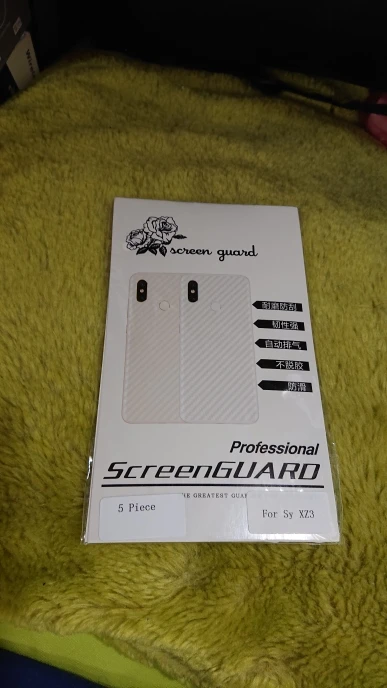 screen guard
耐磨防刮
韧性强
自动排气
不脱胶
防滑
Professional
ScreenGUARD
GREATEST
5 Piece
For Sy XZ3